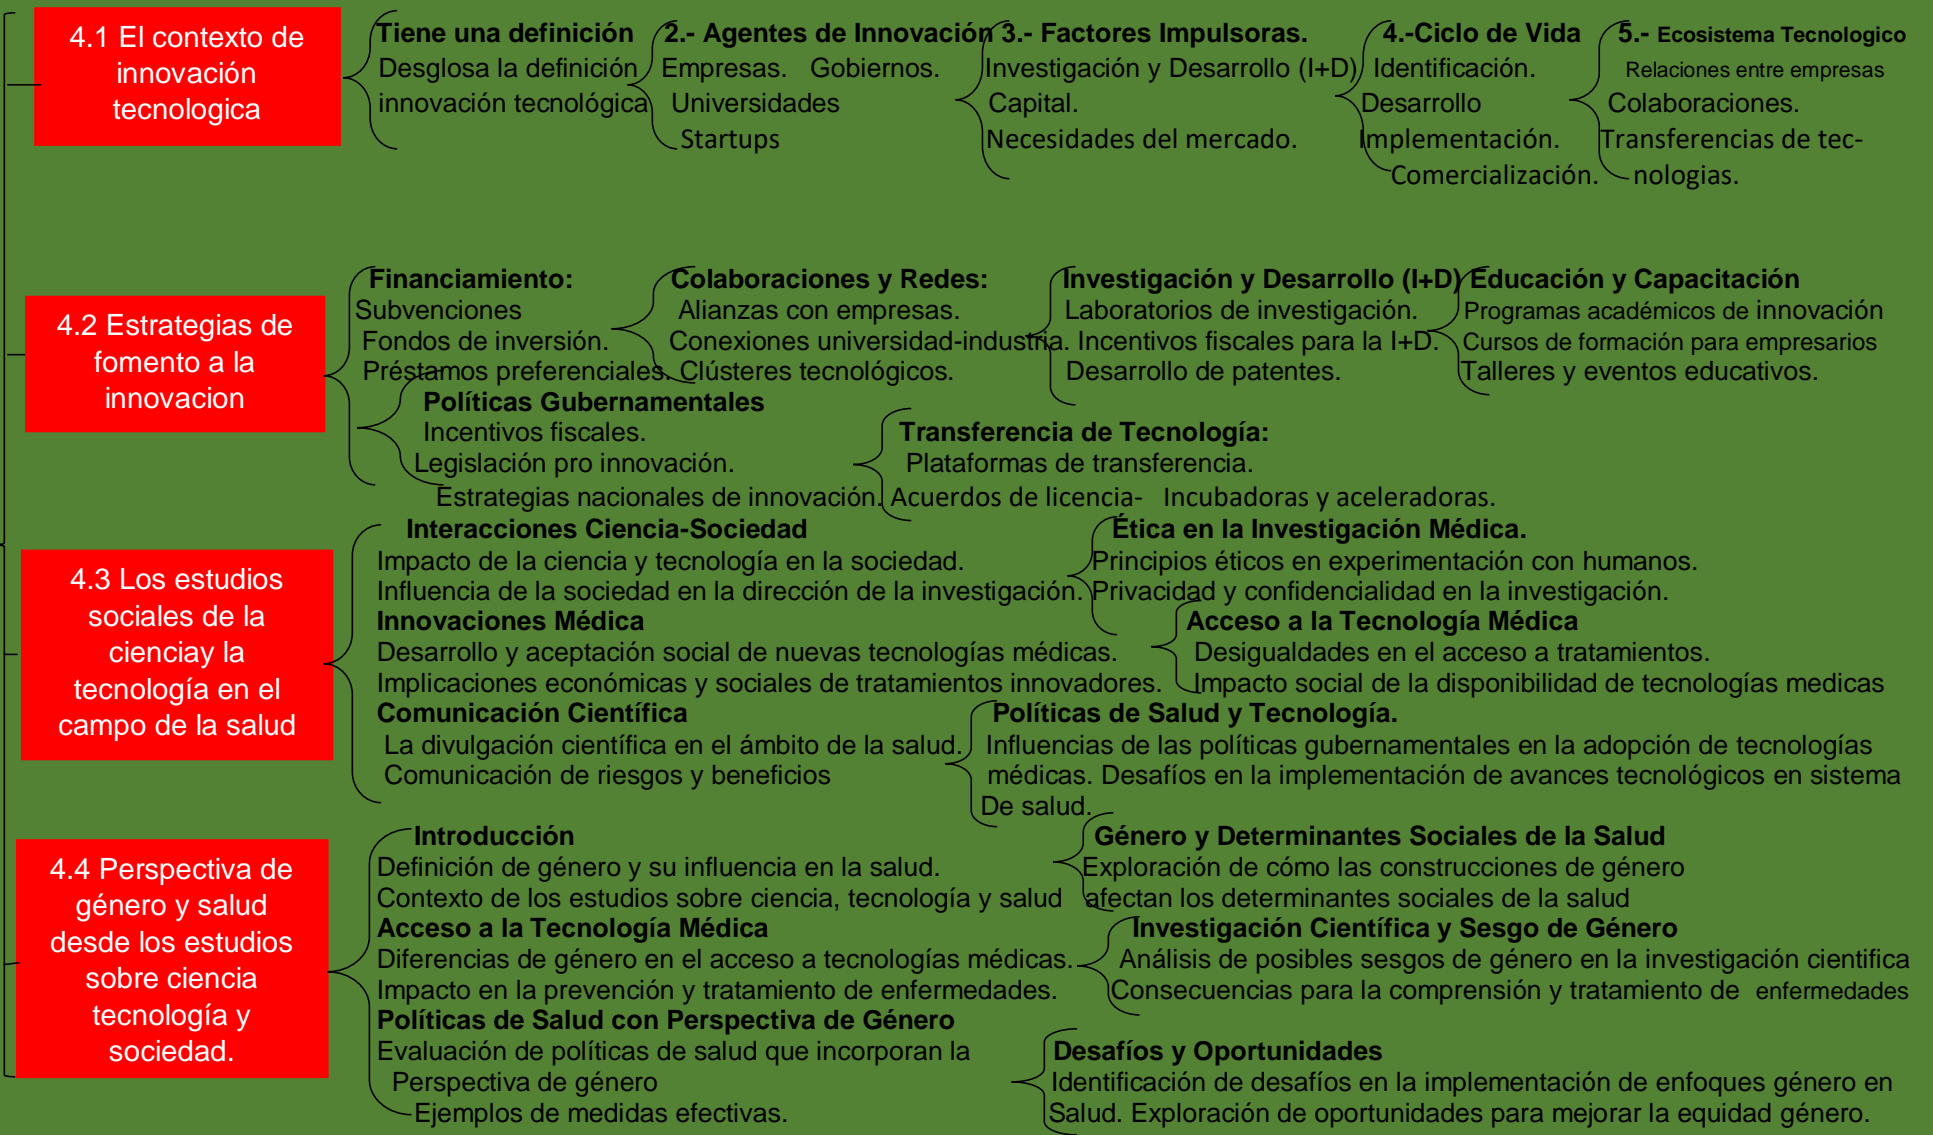 4.1 El contexto de
innovación
tecnologica
Tiene una definición
Desglosa la definición
innovación tecnológica
2.- Agentes de Innovación
Empresas. Gobiernos.
Universidades
Startups
3.- Factores Impulsoras.
Investigación y Desarrollo (I+D)
Capital.
Necesidades del mercado.
4.-Ciclo de Vida
Identificación.
Desarrollo
Implementación.
Comercialización.
5.- Ecosistema Tecnologico
Relaciones entre empresas
Colaboraciones.
Transferencias de tec-
nologias.
4.2 Estrategias de
fomento a la
innovacion
Financiamiento:
Subvenciones
Fondos de inversión.
Préstamos preferenciales.
Colaboraciones y Redes:
Alianzas con empresas.
Conexiones universidad-industria.
Clústeres tecnológicos.
Investigación y Desarrollo (I+D)
Laboratorios de investigación.
Incentivos fiscales para la I+D.
Desarrollo de patentes.
Educación y Capacitación
Programas académicos de innovación
Cursos de formación para empresarios
Talleres y eventos educativos.
Políticas Gubernamentales
Incentivos fiscales.
Legislación pro innovación.
Estrategias nacionales de innovación.
Transferencia de Tecnología:
Plataformas de transferencia.
Acuerdos de licencia- Incubadoras y aceleradoras.
4.3 Los estudios
sociales de la
cienciay la
tecnología en el
campo de la salud
Interacciones Ciencia-Sociedad
Impacto de la ciencia y tecnología en la sociedad.
Influencia de la sociedad en la dirección de la investigación.
Ética en la Investigación Médica.
Principios éticos en experimentación con humanos.
Privacidad y confidencialidad en la investigación.
Innovaciones Médica
Desarrollo y aceptación social de nuevas tecnologías médicas.
Implicaciones económicas y sociales de tratamientos innovadores.
Acceso a la Tecnología Médica
Desigualdades en el acceso a tratamientos.
Impacto social de la disponibilidad de tecnologías medicas
Comunicación Científica
La divulgación científica en el ámbito de la salud.
Comunicación de riesgos y beneficios
Políticas de Salud y Tecnología.
Influencias de las políticas gubernamentales en la adopción de tecnologías
médicas. Desafíos en la implementación de avances tecnológicos en sistema
De salud.
4.4 Perspectiva de
género y salud
desde los estudios
sobre ciencia
tecnología y
sociedad.
Introducción
Definición de género y su influencia en la salud.
Contexto de los estudios sobre ciencia, tecnología y salud
Género y Determinantes Sociales de la Salud
Exploración de cómo las construcciones de género
afectan los determinantes sociales de la salud
Acceso a la Tecnología Médica
Diferencias de género en el acceso a tecnologías médicas.
Impacto en la prevención y tratamiento de enfermedades.
Investigación Científica y Sesgo de Género
Análisis de posibles sesgos de género en la investigación cientifica
Consecuencias para la comprensión y tratamiento de enfermedades
Políticas de Salud con Perspectiva de Género
Evaluación de políticas de salud que incorporan la
Perspectiva de género
Ejemplos de medidas efectivas.
Desafíos y Oportunidades
Identificación de desafíos en la implementación de enfoques género en
Salud. Exploración de oportunidades para mejorar la equidad género.